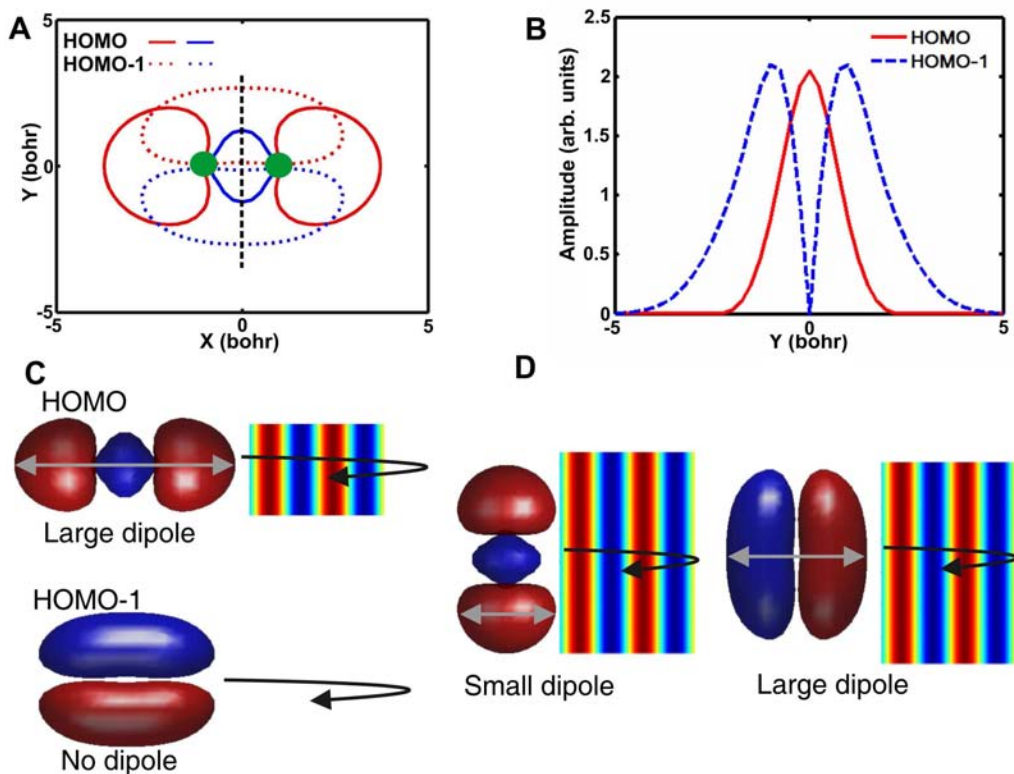 A
5
HOMO
HOMO-1
Y (bohr)
0
-5
-5
0
5
X (bohr)
B
2.5
HOMO
HOMO-1
2
1.5
1
0.5
0
Amplitude (arb. units)
-5
0
5
Y (bohr)
C
HOMO
Large dipole
HOMO-1
No dipole
D
Small dipole
Large dipole